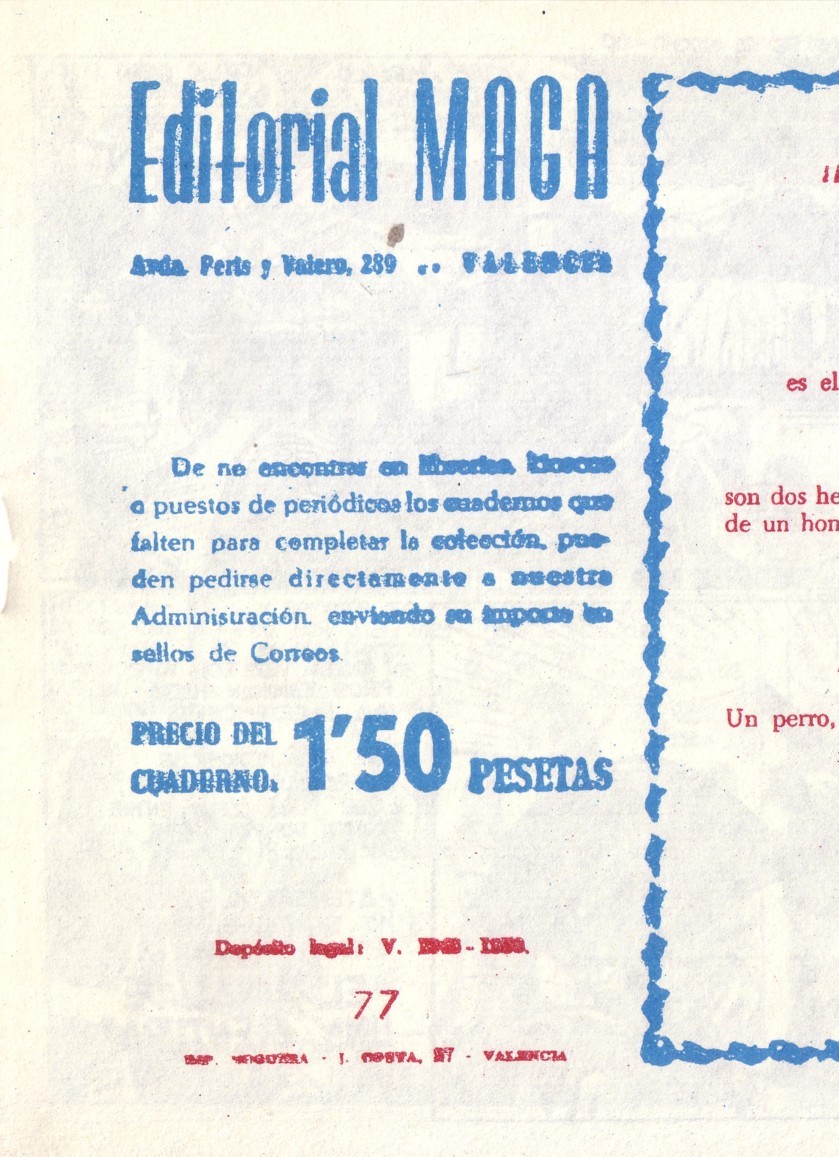 Editorial MAGA
Avda. Peris y Valero, 289 .. VALENCIA
De no encontrar en librerías, kioscos
o puestos de periódicos los cuadernos que
falten para completar la colección, pue-
den pedirse directamente a nuestra
Administración, enviando su importe en
sellos de Correos.
PRECIO DEL
CUADERNO: 1'50 PESETAS
Depósito legal: V.
77
IMP. NOGUERA - J. COSTA, - VALENCIA
es el
son dos he
de un hom
Un perro,